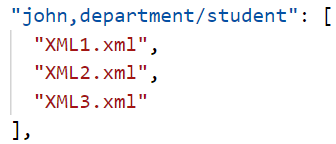 "john,department/student": [
"XML1.xml",
"XML2.xml",
"XML3.xml"
],